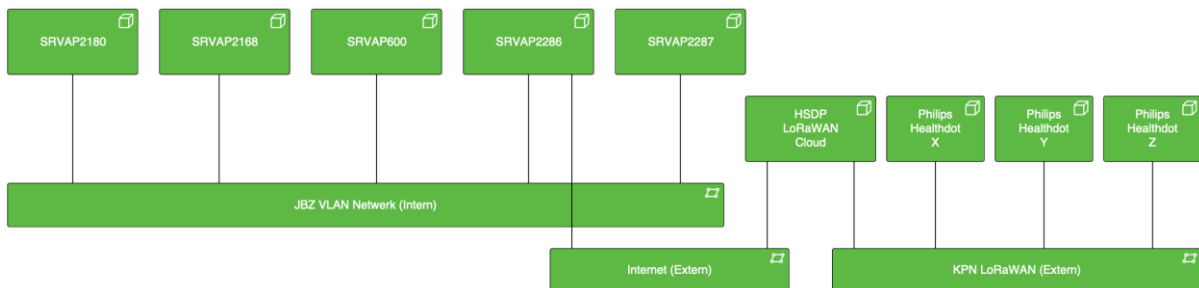 SRVAP2180
SRVAP2168
SRVAP600
SRVAP2286
SRVAP2287
HSDP
LoRaWAN
Cloud
Philips
Healthdot
X
Philips
Healthdot
Y
Philips
Healthdot
Z
JBZ VLAN Netwerk (Intern)
Internet (Extern)
KPN LoRaWAN (Extern)